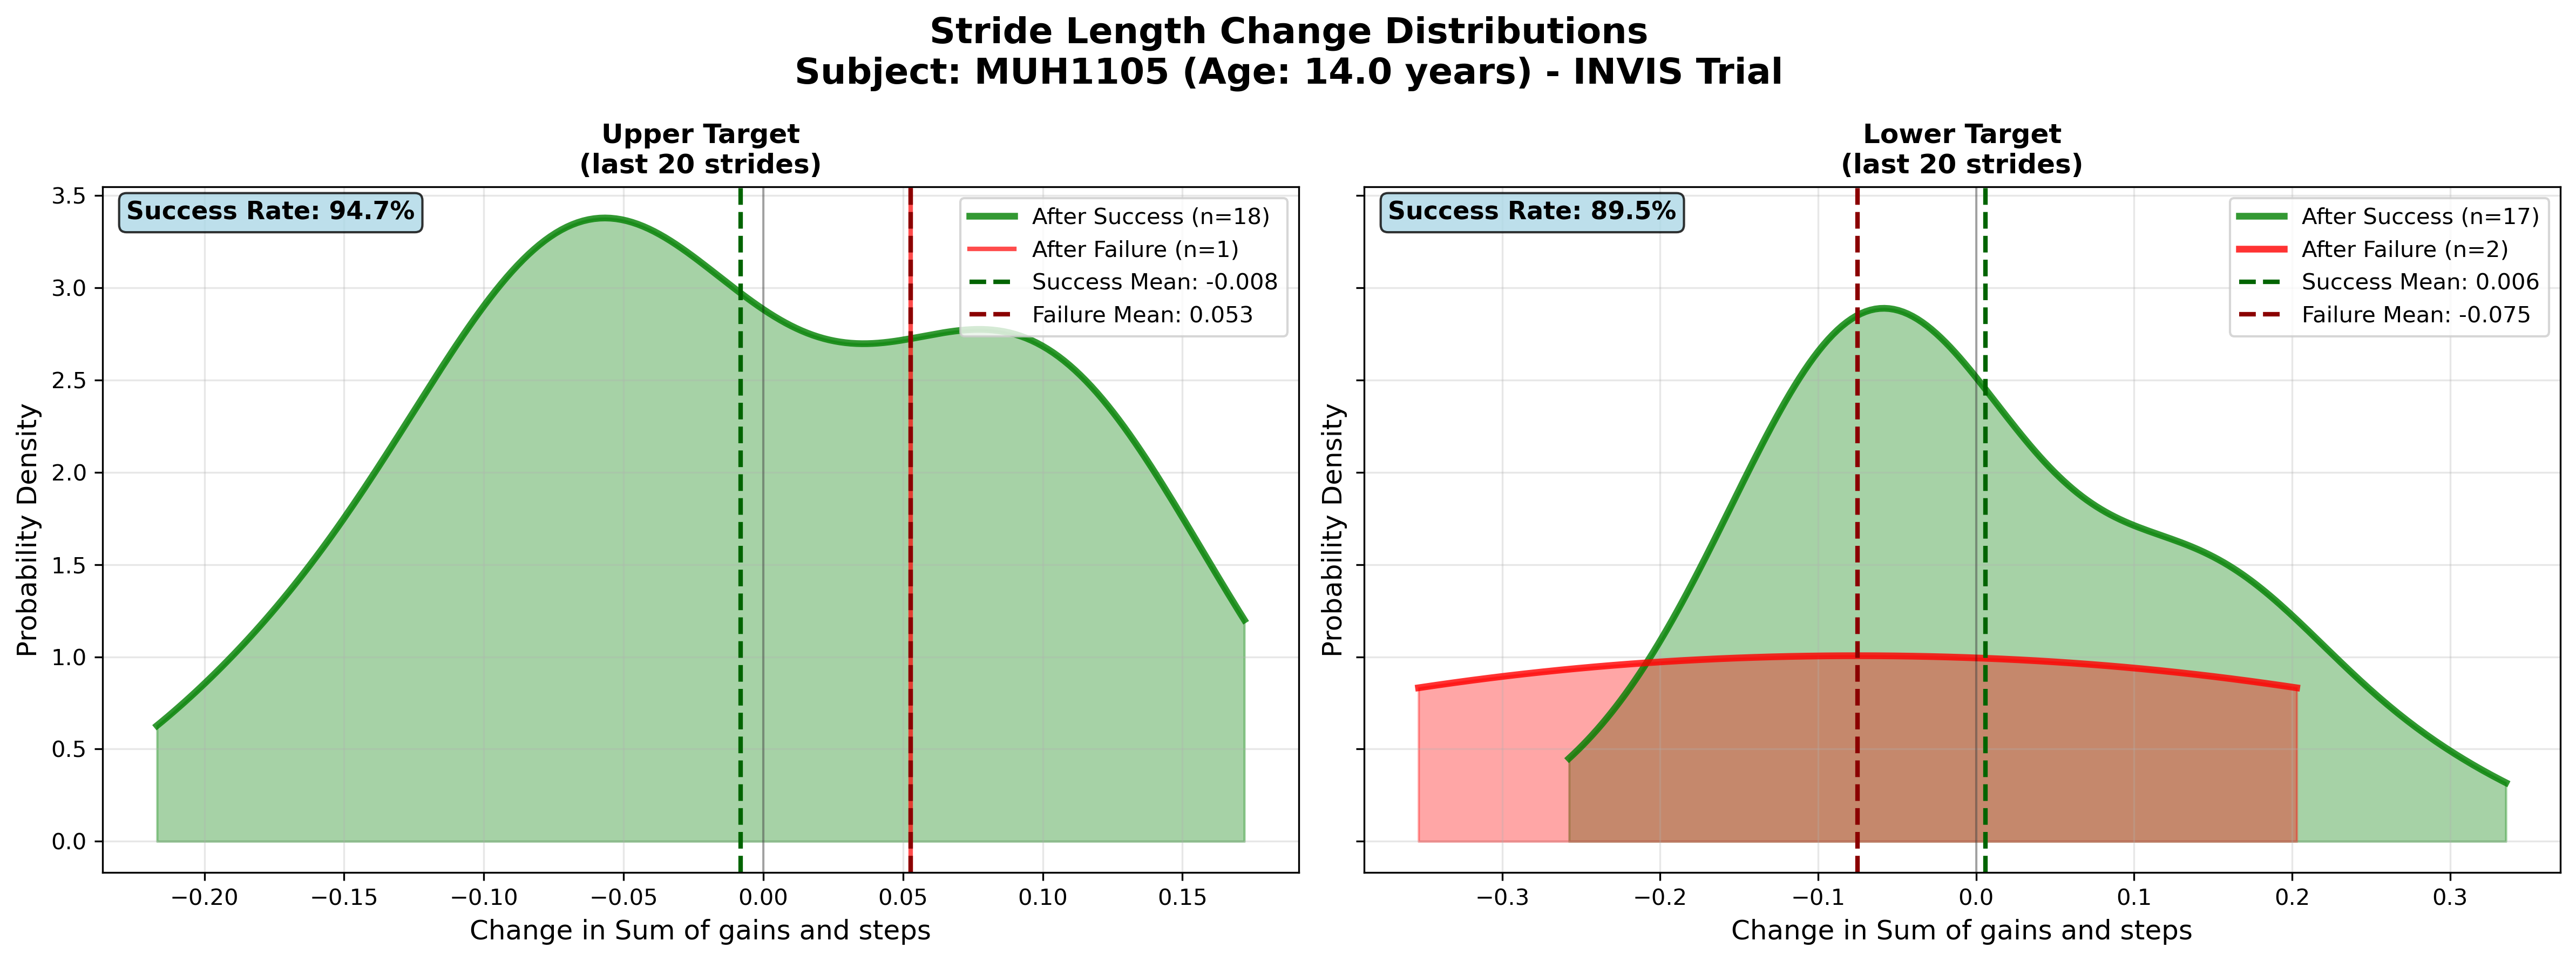 Stride Length Change Distributions
Subject: MUH1105 (Age: 14.0 years) - INVIS Trial
Upper Target
(last 20 strides)
Success Rate: 94.7%
After Success (n=18)
After Failure (n=1)
Success Mean: -0.008
Failure Mean: 0.053
Probability Density
3.5
3.0
2.5
2.0
1.5
1.0
0.5
0.0
−0.20 −0.15 −0.10 −0.05 0.00 0.05 0.10 0.15
Change in Sum of gains and steps
Lower Target
(last 20 strides)
Success Rate: 89.5%
After Success (n=17)
After Failure (n=2)
Success Mean: 0.006
Failure Mean: -0.075
Probability Density
−0.3 −0.2 −0.1 0.0 0.1 0.2 0.3
Change in Sum of gains and steps